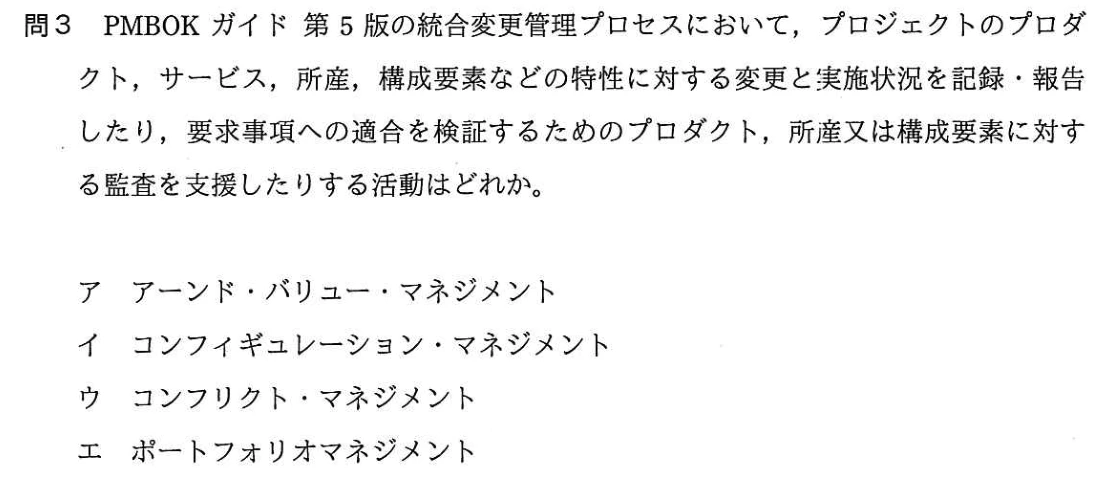 問3 PMBOK ガイド 第 5 版の統合変更管理プロセスにおいて，プロジェクトのプロダ
クト，サービス，所産，構成要素などの特性に対する変更と実施状況を記録・報告
したり，要求事項への適合を検証するためのプロダクト，所産又は構成要素に対す
る監査を支援したりする活動はどれか。
ア アーンド・バリュー・マネジメント
イ コンフィギュレーション・マネジメント
ウ コンフリクト・マネジメント
エ ポートフォリオマネジメント